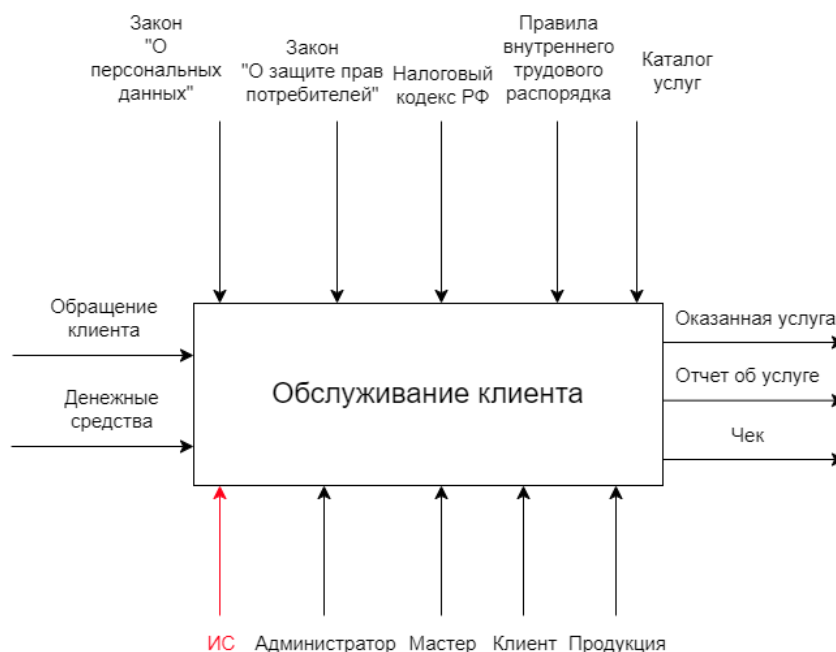 Закон
"О
персональных
данных"
Закон
"О защите прав
потребителей"
Налоговый
кодекс РФ
Правила
внутреннего
трудового
распорядка
Каталог
услуг
Обращение
клиента
Денежные
средства
Обслуживание клиента
Оказанная услуга
Отчет об услуге
Чек
ИС
Администратор
Мастер
Клиент
Продукция